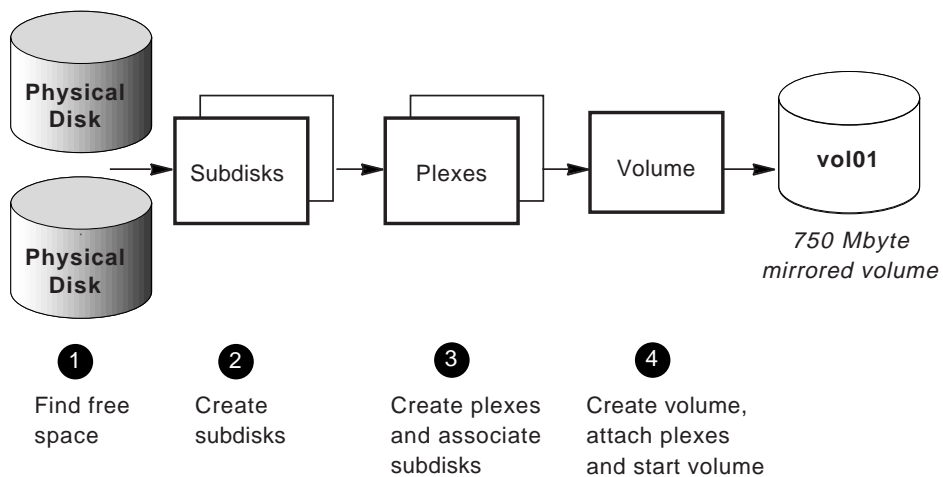 Physical
Disk
Physical
Disk
Subdisks
Plexes
Volume
vol01
750 Mbyte
mirrored volume
1
Find free
space
2
Create
subdisks
3
Create plexes
and associate
subdisks
4
Create volume,
attach plexes
and start volume